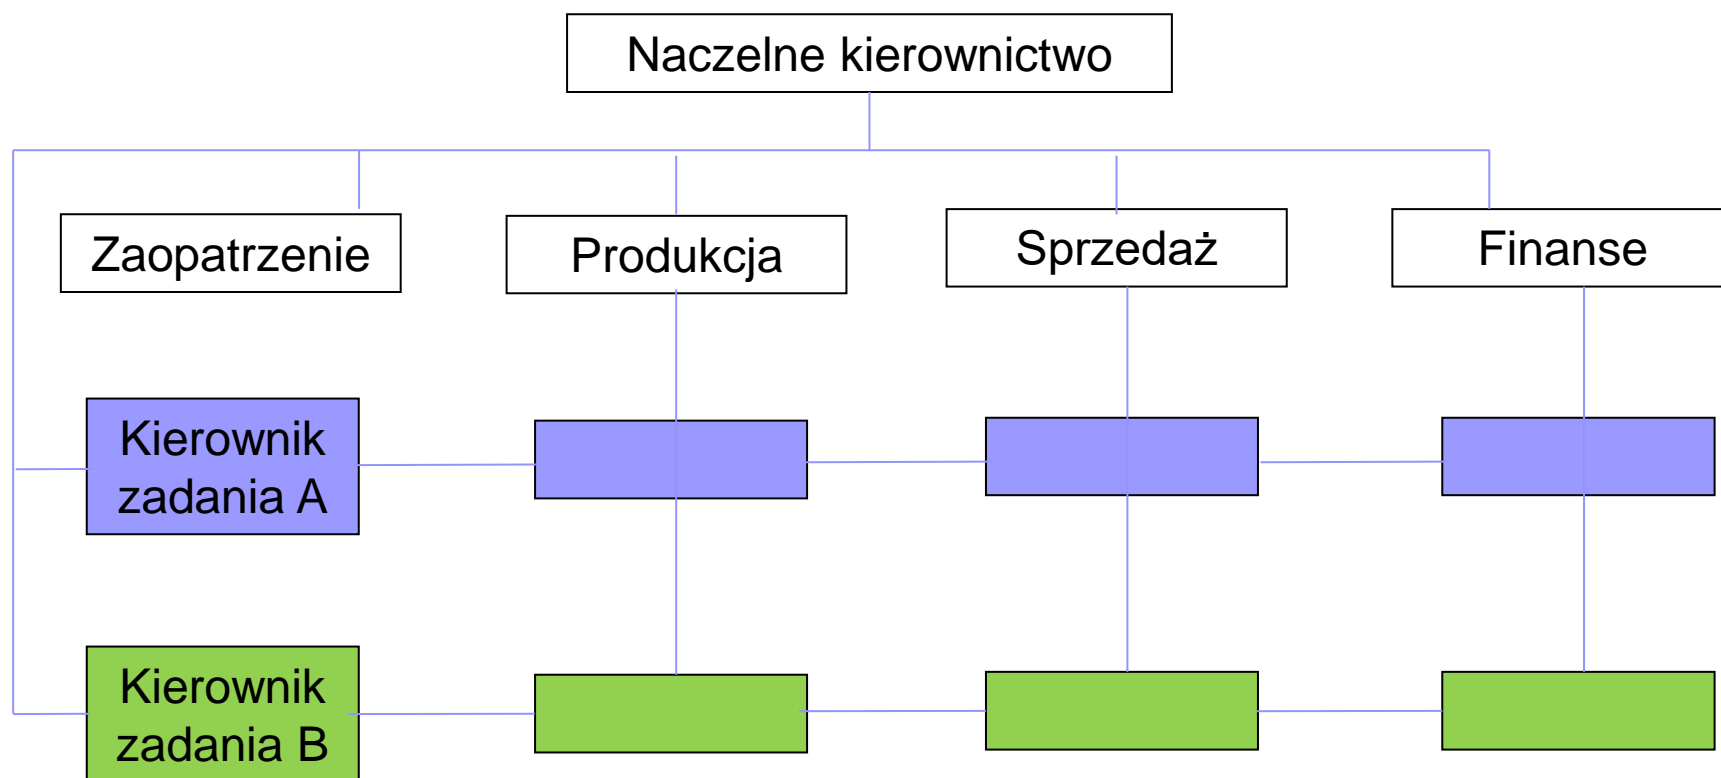 Naczelne kierownictwo
Zaopatrzenie
Produkcja
Sprzedaż
Finanse
Kierownik
zadania A
Kierownik
zadania B